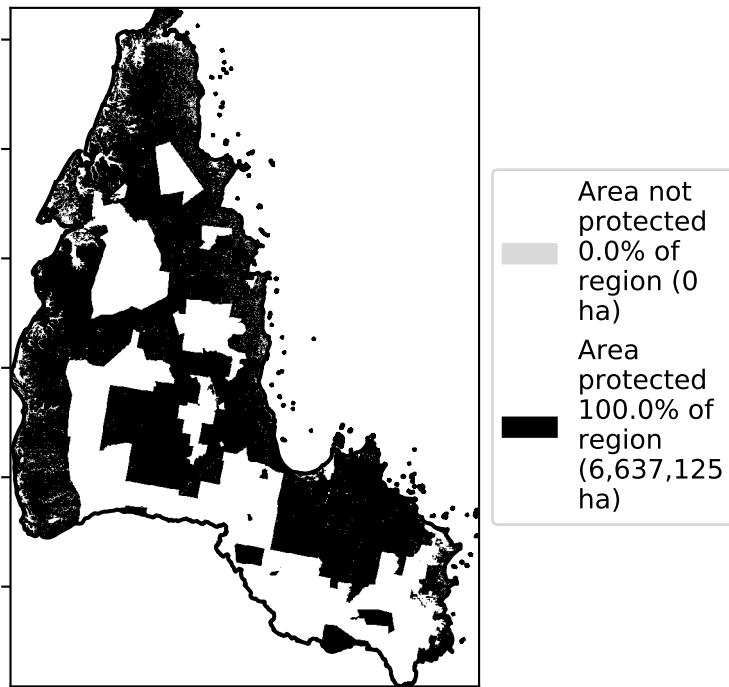 Area not
protected
0.0% of
region (0
ha)
Area
protected
100.0% of
region
(6,637,125
ha)